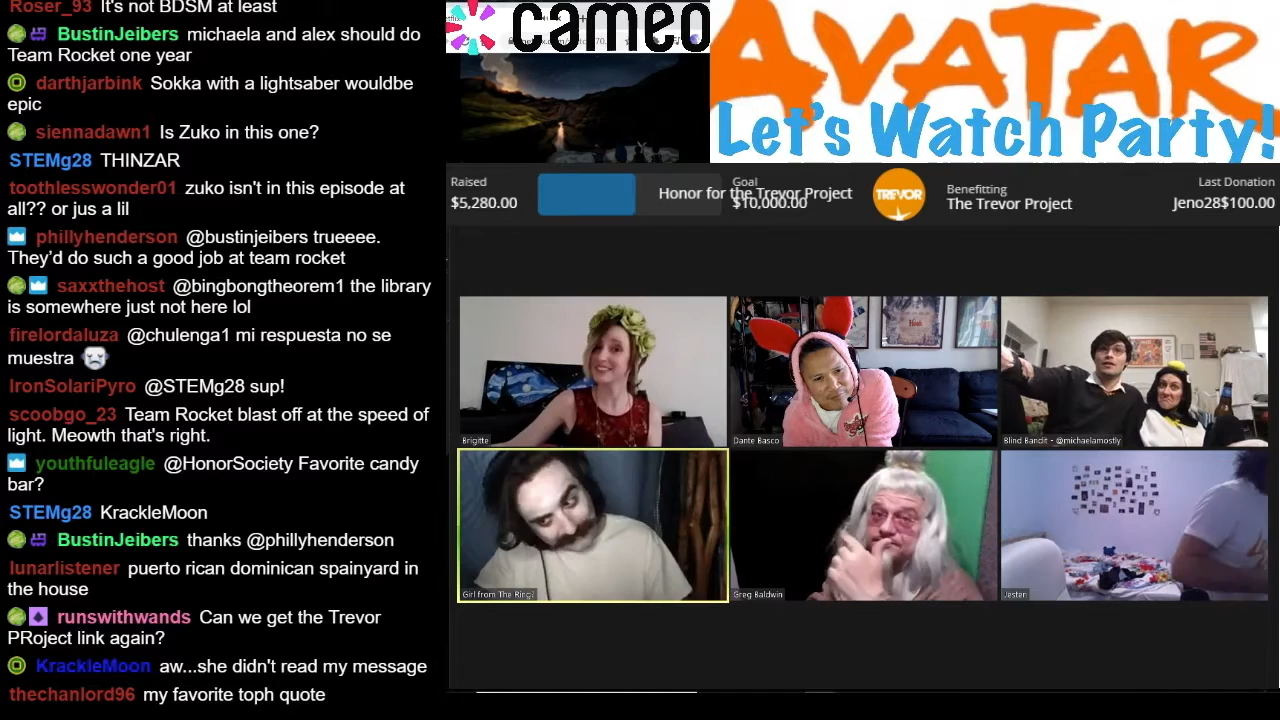 Roser_93 It's not BDSM at least
BustinJeibers michaela and alex should do
Team Rocket one year
darthjarbink Sokka with a lightsaber wouldbe
epic
siennadawn1 Is Zuko in this one?
STEMg28 THINZAR
toothlesswonder01 zuko isn't in this episode at
all?? or jus a lil
phillyhenderson @bustinjeibers trueeee.
They'd do such a good job at team rocket
saxxthehost @bingbongtheorem1 the library
is somewhere just not here lol
firelordaluza @chulenga1 mi respuesta no se
muestra
IronSolariPyro @STEMg28 sup!
scoobgo_23 Team Rocket blast off at the speed of
light. Meowth that's right.
youthfuleagle @HonorSociety Favorite candy
bar?
STEMg28 KrackleMoon
BustinJeibers thanks @phillyhenderson
lunarlistener puerto rican dominican spainyard in
the house
runswithwands Can we get the Trevor
PRoject link again?
KrackleMoon aw...she didn't read my message
thechanlord96 my favorite toph quote
cameo
AVATAR
Let's Watch Party!
Raised
$5,280.00
Honor for the Trevor Project
Goal
$10,000.00
TREVOR
Benefitting
The Trevor Project
Last Donation
Jeno28$100.00
Brigitte
Dante Basco
Blind Bandit - @michaelamostly
Girl from The Ring?
Greg Baldwin
Jesten